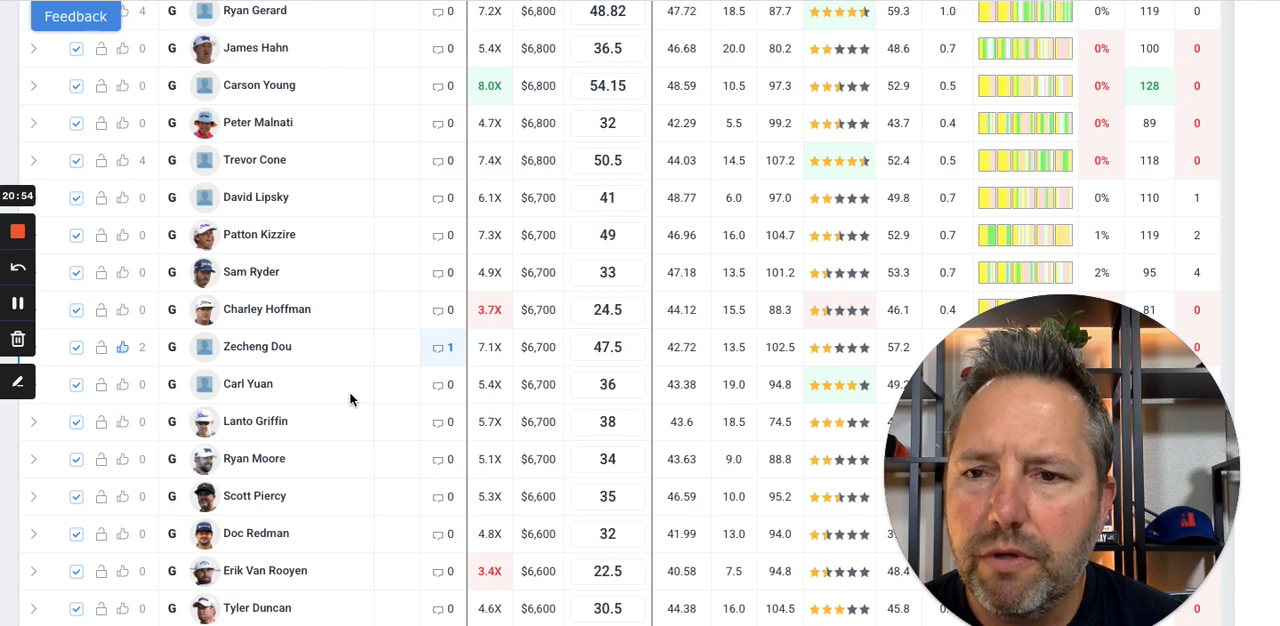 Feedback
4 G Ryan Gerard 0 7.2X $6,800 48.82 47.72 18.5 87.7 59.3 1.0 0% 119 0
0 G James Hahn 0 5.4X $6,800 36.5 46.68 20.0 80.2 48.6 0.7 0% 100 0
0 G Carson Young 0 8.0X $6,800 54.15 48.59 10.5 97.3 52.9 0.5 0% 128 0
0 G Peter Malnati 0 4.7X $6,800 32 42.29 5.5 99.2 43.7 0.4 0% 89 0
4 G Trevor Cone 0 7.4X $6,800 50.5 44.03 14.5 107.2 52.4 0.5 0% 118 0
20:54
0 G David Lipsky 0 6.1X $6,700 41 48.77 6.0 97.0 49.8 0.7 0% 110 1
0 G Patton Kizzire 0 7.3X $6,700 49 46.96 16.0 104.7 52.9 0.7 1% 119 2
0 G Sam Ryder 0 4.9X $6,700 33 47.18 13.5 101.2 53.3 0.7 2% 95 4
0 G Charley Hoffman 0 3.7X $6,700 24.5 44.12 15.5 88.3 46.1 0.4 81 0
2 G Zecheng Dou 1 7.1X $6,700 47.5 42.72 13.5 102.5 57.2 0
0 G Carl Yuan 0 5.4X $6,700 36 43.38 19.0 94.8
0 G Lanto Griffin 0 5.7X $6,700 38 43.6 18.5 74.5
0 G Ryan Moore 0 5.1X $6,700 34 43.63 9.0 88.8
0 G Scott Piercy 0 5.3X $6,600 35 46.59 10.0 95.2
0 G Doc Redman 0 4.8X $6,600 32 41.99 13.0 94.0
0 G Erik Van Rooyen 0 3.4X $6,600 22.5 40.58 7.5 94.8 48.4
0 G Tyler Duncan 0 4.6X $6,600 30.5 44.38 16.0 104.5 45.8 0